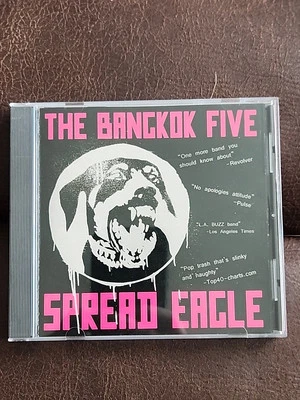 THE BANGKOK FIVE
"One more band you
should know about"
-Revolver
"No apologies attitude"
-Pulse
"L.A. BUZZ band"
-Los Angeles Times
"Pop trash that's slinky
and haughty"
-Top40-charts.com
SPREAD EAGLE